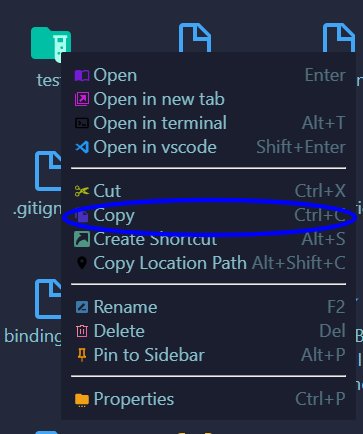 test
Open Enter
Open in new tab
Open in terminal Alt+T
Open in vscode Shift+Enter
Cut Ctrl+X
.gitign
Copy Ctrl+C
Create Shortcut Alt+S
Copy Location Path Alt+Shift+C
Rename F2
binding
Delete Del
Pin to Sidebar Alt+P
Properties Ctrl+P